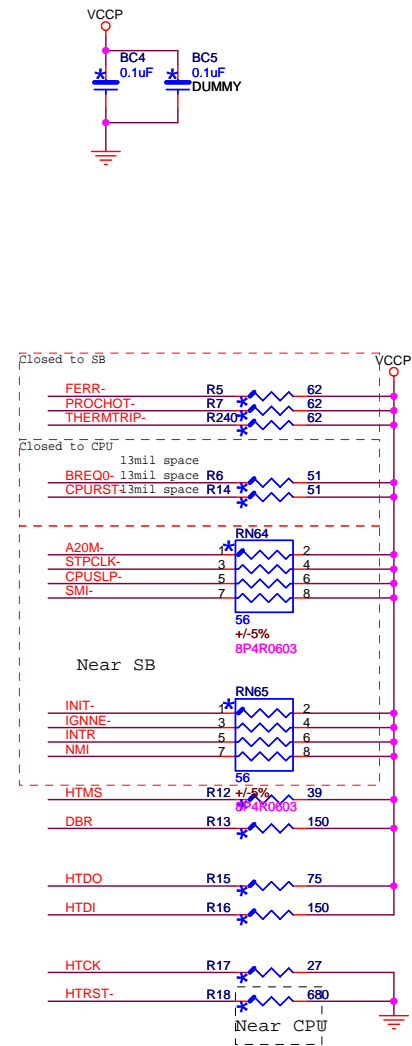 VCCP
BC4 BC5
0.1uF 0.1uF
DUMMY
Closed to SB VCCP
FERR- R5 62
PROCHOT- R7 62
THERMTRIP- R240 62
Closed to CPU
13mil space
BREQ0- 13mil space R6 51
CPURST- 13mil space R14 51
RN64
A20M- 1 2
STPCLK- 3 4
CPUSLP- 5 6
SMI- 7 8
56
+/-5%
8P4R0603
Near SB
RN65
INIT- 1 2
IGNNE- 3 4
INTR 5 6
NMI 7 8
56
+/-5%
8P4R0603
HTMS R12 39
DBR R13 150
HTDO R15 75
HTDI R16 150
HTCK R17 27
HTRST- R18 680
Near CPU